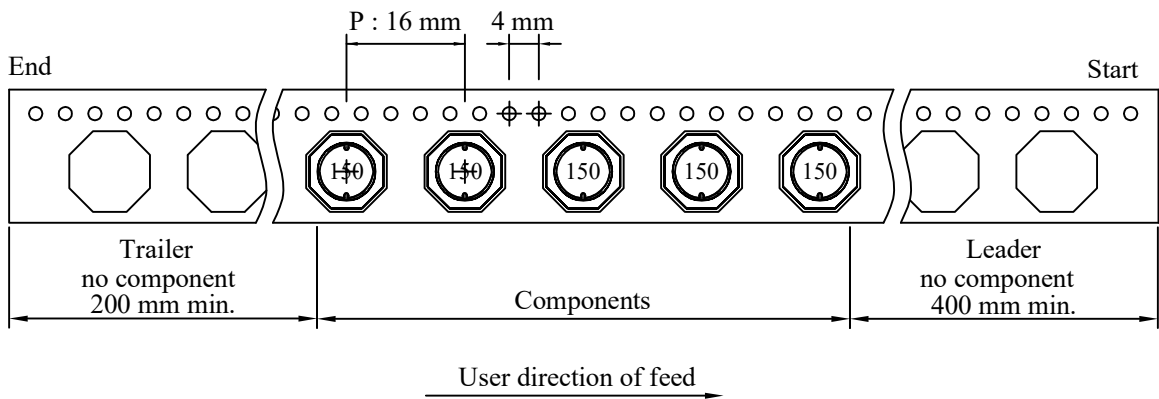 P : 16 mm
4 mm
End
Start
150
150
150
150
150
Trailer
no component
200 mm min.
Components
Leader
no component
400 mm min.
User direction of feed